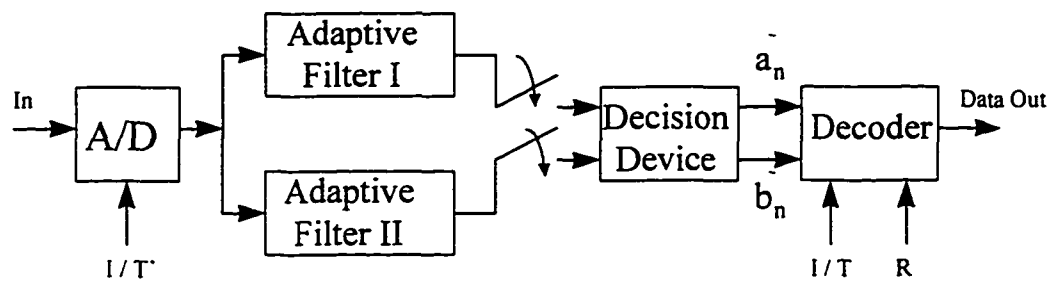 Adaptive
Filter I
In
A/D
I / T'
Adaptive
Filter II
Decision
Device
a~n
b~n
Decoder
Data Out
I / T
R